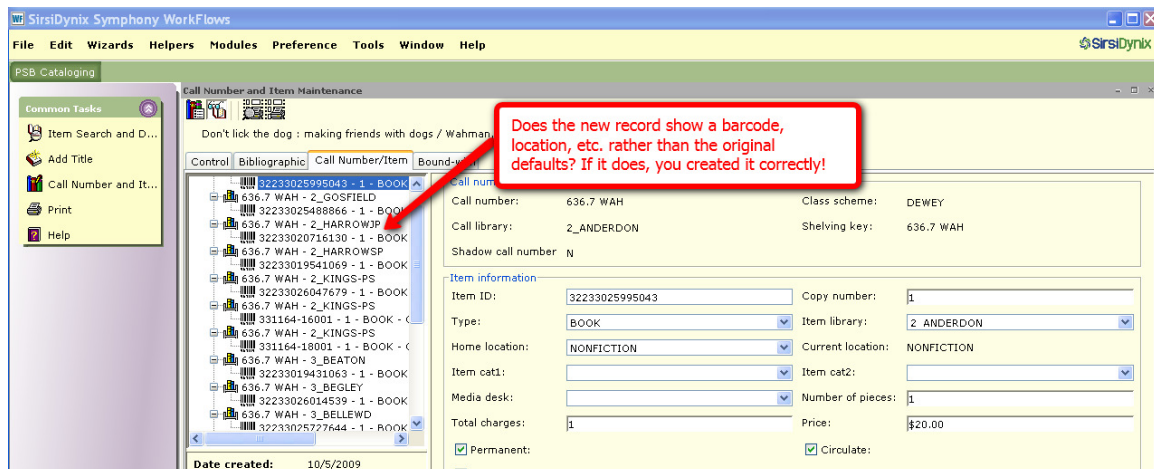 WF SirsiDynix Symphony WorkFlows
File Edit Wizards Helpers Modules Preference Tools Window Help
SirsiDynix
PSB Cataloging
Common Tasks
Item Search and D...
Add Title
Call Number and It...
Print
Help
Call Number and Item Maintenance
Don't lick the dog : making friends with dogs / Wahman,
Does the new record show a barcode,
location, etc. rather than the original
defaults? If it does, you created it correctly!
Control Bibliographic Call Number/Item
32233025995043 - 1 - BOOK
636.7 WAH - 2_GOSFIELD
32233025488866 - 1 - BOOK
636.7 WAH - 2_HARROWJP
32233020716130 - 1 - BOOK
636.7 WAH - 2_HARROWSP
32233019541069 - 1 - BOOK
636.7 WAH - 2_KINGS-PS
32233026047679 - 1 - BOOK
636.7 WAH - 2_KINGS-PS
331164-16001 - 1 - BOOK -
636.7 WAH - 2_KINGS-PS
331164-18001 - 1 - BOOK -
636.7 WAH - 3_BEATON
32233019431063 - 1 - BOOK
636.7 WAH - 3_BEGLEY
32233026014539 - 1 - BOOK
636.7 WAH - 3_BELLEWD
32233025727644 - 1 - BOOK
Date created: 10/5/2009
Call number: 636.7 WAH Class scheme: DEWEY
Call library: 2_ANDERDON Shelving key: 636.7 WAH
Shadow call number N
Item information
Item ID: 32233025995043 Copy number: 1
Type: BOOK Item library: 2_ANDERDON
Home location: NONFICTION Current location: NONFICTION
Item cat1: Item cat2:
Media desk: Number of pieces: 1
Total charges: 1 Price: $20.00
Permanent: Circulate: